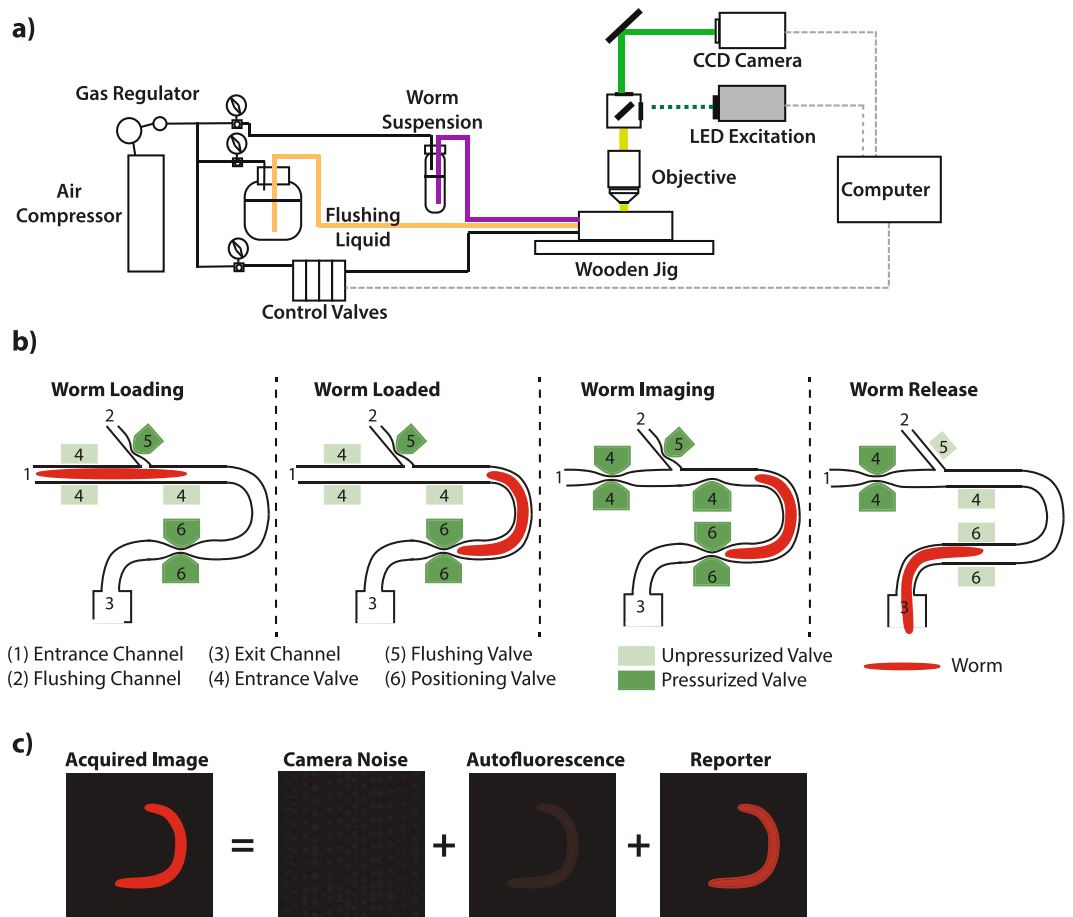 a)
CCD Camera
Gas Regulator
Worm
Suspension
LED Excitation
Objective
Computer
Air
Compressor
Flushing
Liquid
Wooden Jig
Control Valves
b)
Worm Loading
Worm Loaded
Worm Imaging
Worm Release
2
5
4
1
4
4
6
6
3
2
5
4
1
4
4
6
6
3
2
5
4
1
4
4
6
6
3
2
5
4
1
4
4
6
6
3
(1) Entrance Channel
(3) Exit Channel
(5) Flushing Valve
(2) Flushing Channel
(4) Entrance Valve
(6) Positioning Valve
Unpressurized Valve
Pressurized Valve
Worm
c)
Acquired Image
Camera Noise
Autofluorescence
Reporter
= + +